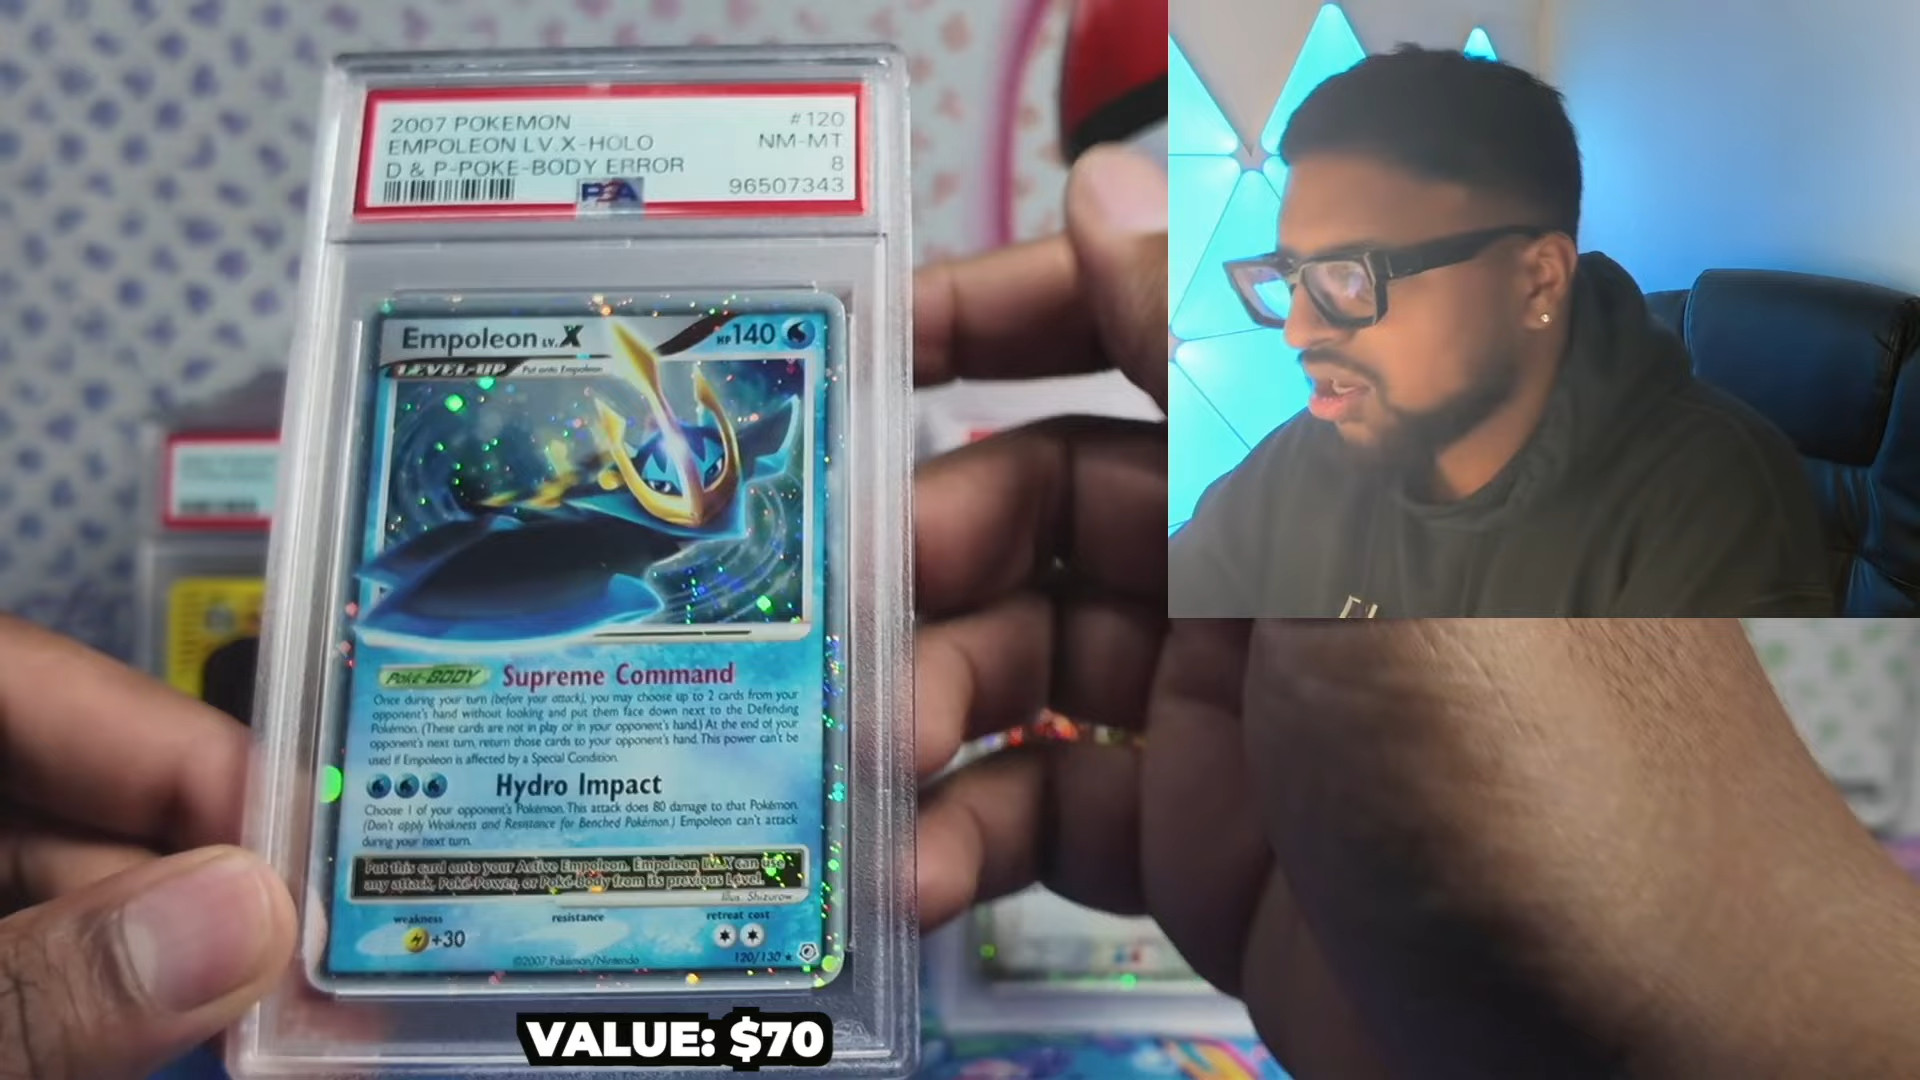 2007 POKEMON #120
EMPOLEON LV.X-HOLO NM-MT
D & P-POKE-BODY ERROR 8
PSA 96507343
Empoleon LV.X HP 140
LEVEL-UP Put onto Empoleon
Poké-BODY Supreme Command
Once during your turn (before your attack), you may choose up to 2 cards from your
opponent's hand without looking and put them face down next to the Defending
Pokémon. (These cards are not in play or in your opponent's hand.) At the end of your
opponent's next turn, return those cards to your opponent's hand. This power can't be
used if Empoleon is affected by a Special Condition.
Hydro Impact
Choose 1 of your opponent's Pokémon. This attack does 80 damage to that Pokémon.
(Don't apply Weakness and Resistance for Benched Pokémon.) Empoleon can't attack
during your next turn.
Put this card onto your Active Empoleon. Empoleon LV.X can use
any attack, Poké-Power, or Poké-Body from its previous Level.
Illus. Shizurow
weakness resistance retreat cost
+30
©2007 Pokémon/Nintendo 120/130
VALUE: $70